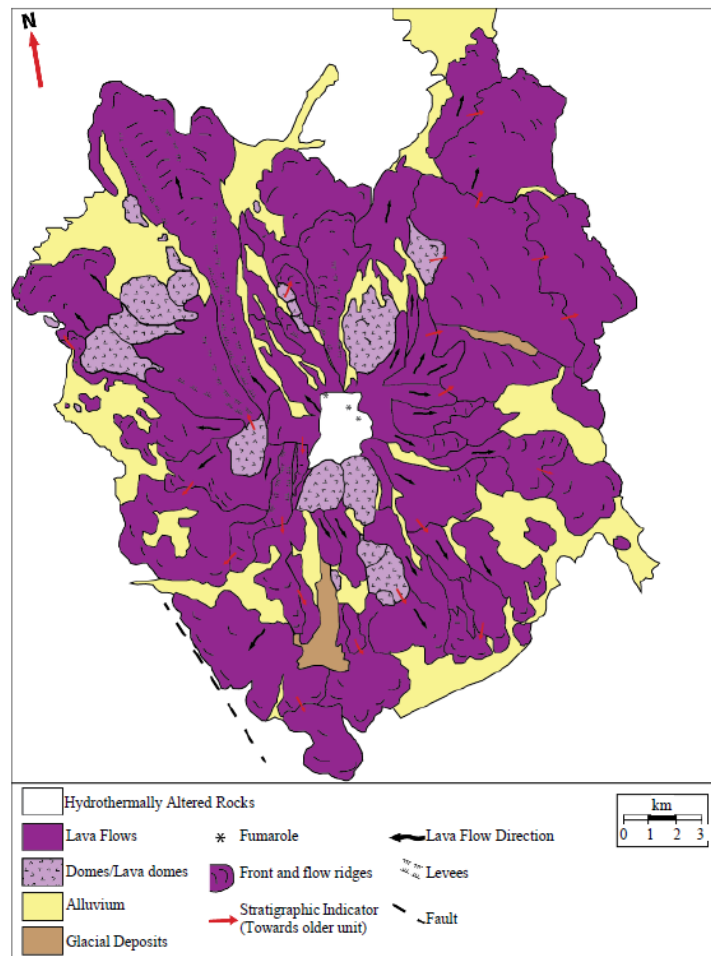 N
Hydrothermally Altered Rocks
Lava Flows
Domes/Lava domes
Alluvium
Glacial Deposits
Fumarole
Front and flow ridges
Stratigraphic Indicator
(Towards older unit)
Lava Flow Direction
Levees
Fault
km
0 1 2 3